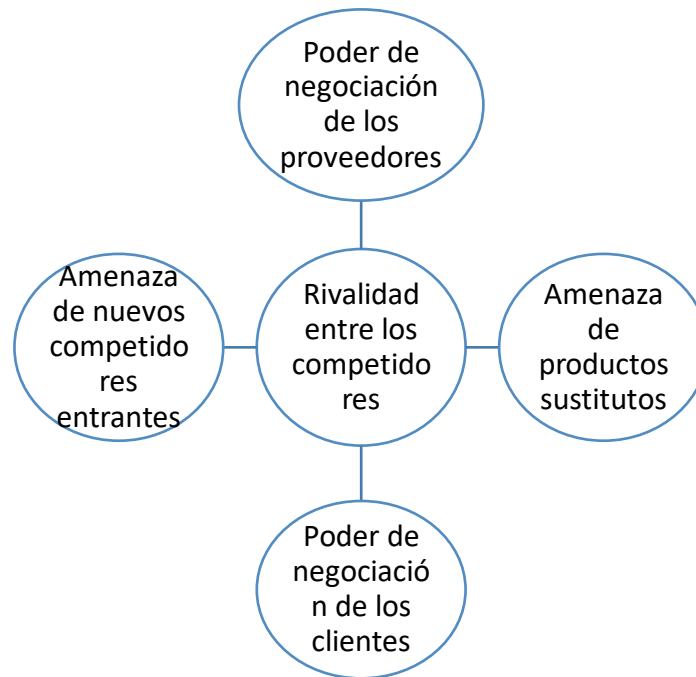 Poder de
negociación
de los
proveedores
Amenaza
de nuevos
competido
res
entrantes
Rivalidad
entre los
competido
res
Amenaza
de
productos
sustitutos
Poder de
negociació
n de los
clientes